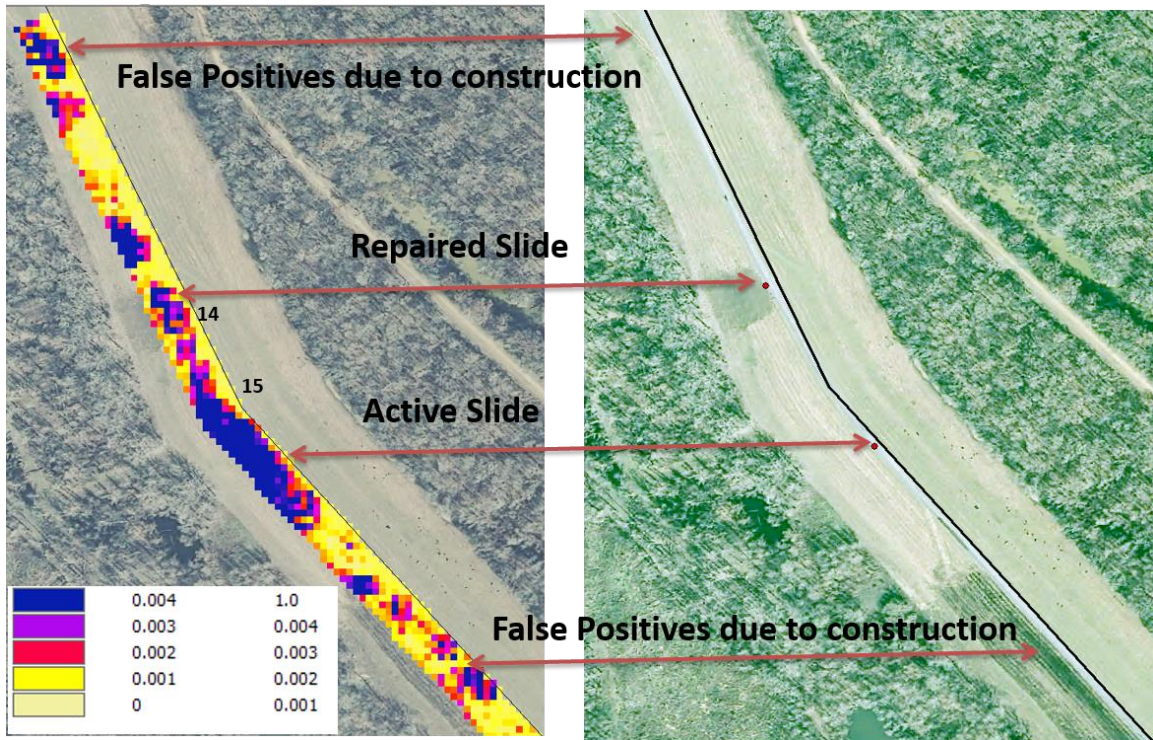 False Positives due to construction
Repaired Slide
14
15
Active Slide
0.004 1.0
0.003 0.004
0.002 0.003
0.001 0.002
0 0.001
False Positives due to construction